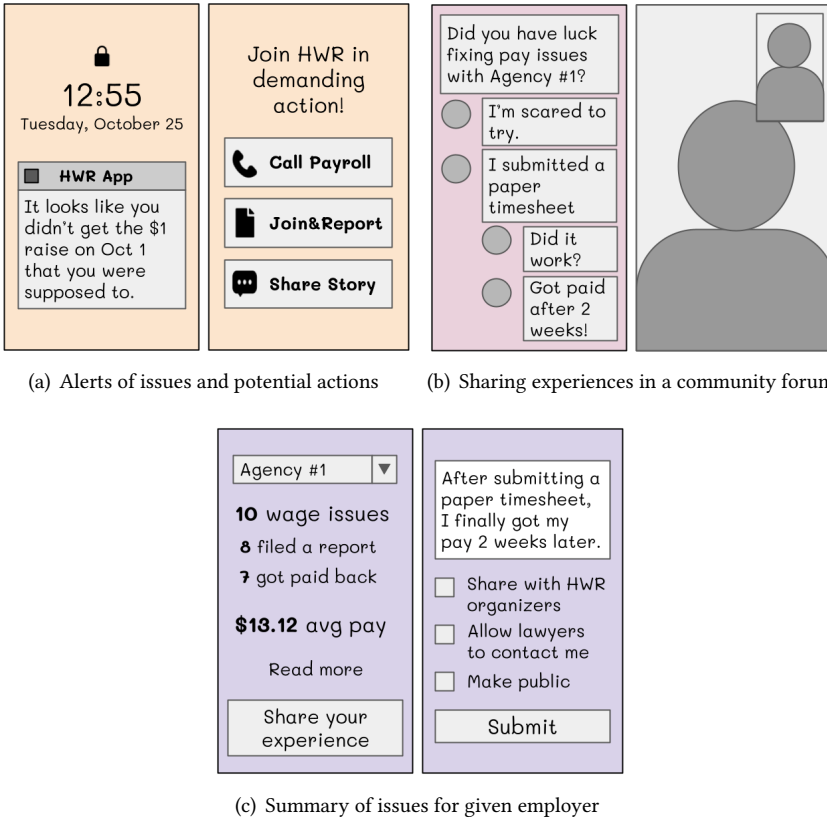 12:55
Tuesday, October 25
HWR App
It looks like you
didn't get the $1
raise on Oct 1
that you were
supposed to.
Join HWR in
demanding
action!
Call Payroll
Join&Report
Share Story
(a) Alerts of issues and potential actions
Did you have luck
fixing pay issues
with Agency #1?
I'm scared to
try.
I submitted a
paper
timesheet
Did it
work?
Got paid
after 2
weeks!
(b) Sharing experiences in a community forum
Agency #1
10 wage issues
8 filed a report
7 got paid back
$13.12 avg pay
Read more
Share your
experience
After submitting a
paper timesheet,
I finally got my
pay 2 weeks later.
Share with HWR
organizers
Allow lawyers
to contact me
Make public
Submit
(c) Summary of issues for given employer